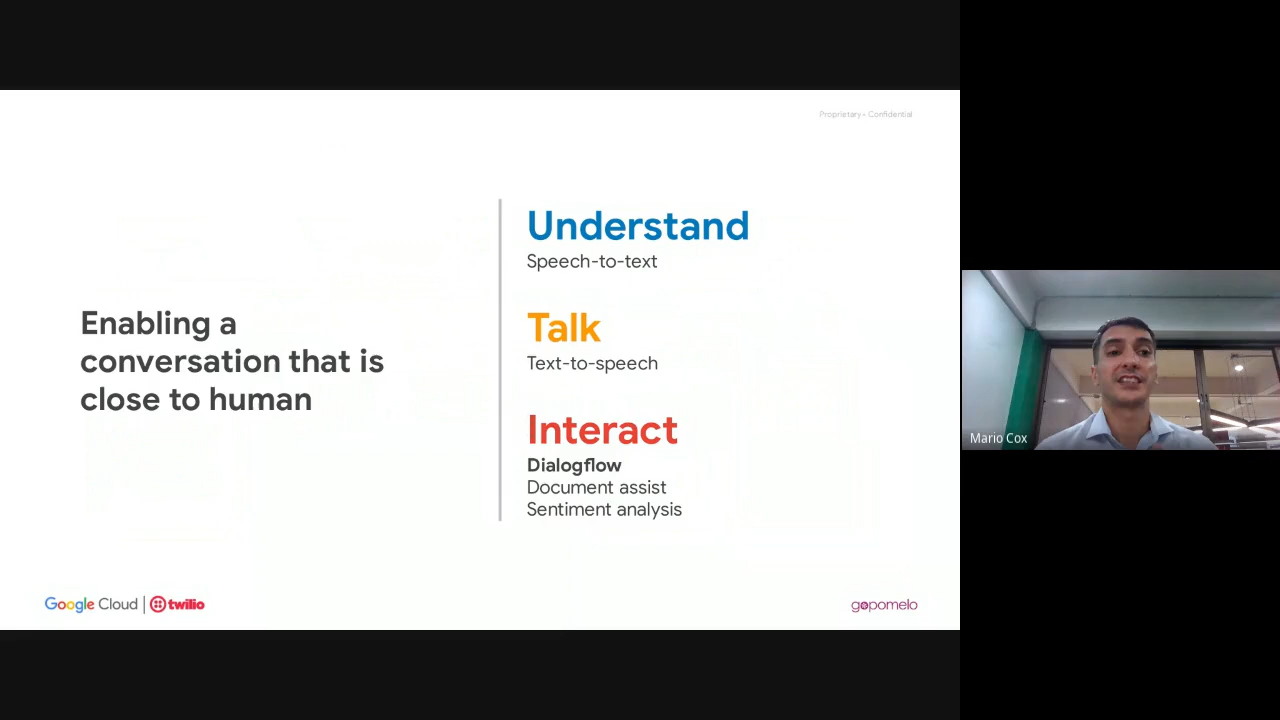 Proprietary + Confidential
Enabling a
conversation that is
close to human
Understand
Speech-to-text
Talk
Text-to-speech
Interact
Dialogflow
Document assist
Sentiment analysis
Google Cloud | twilio
gopomelo
Mario Cox